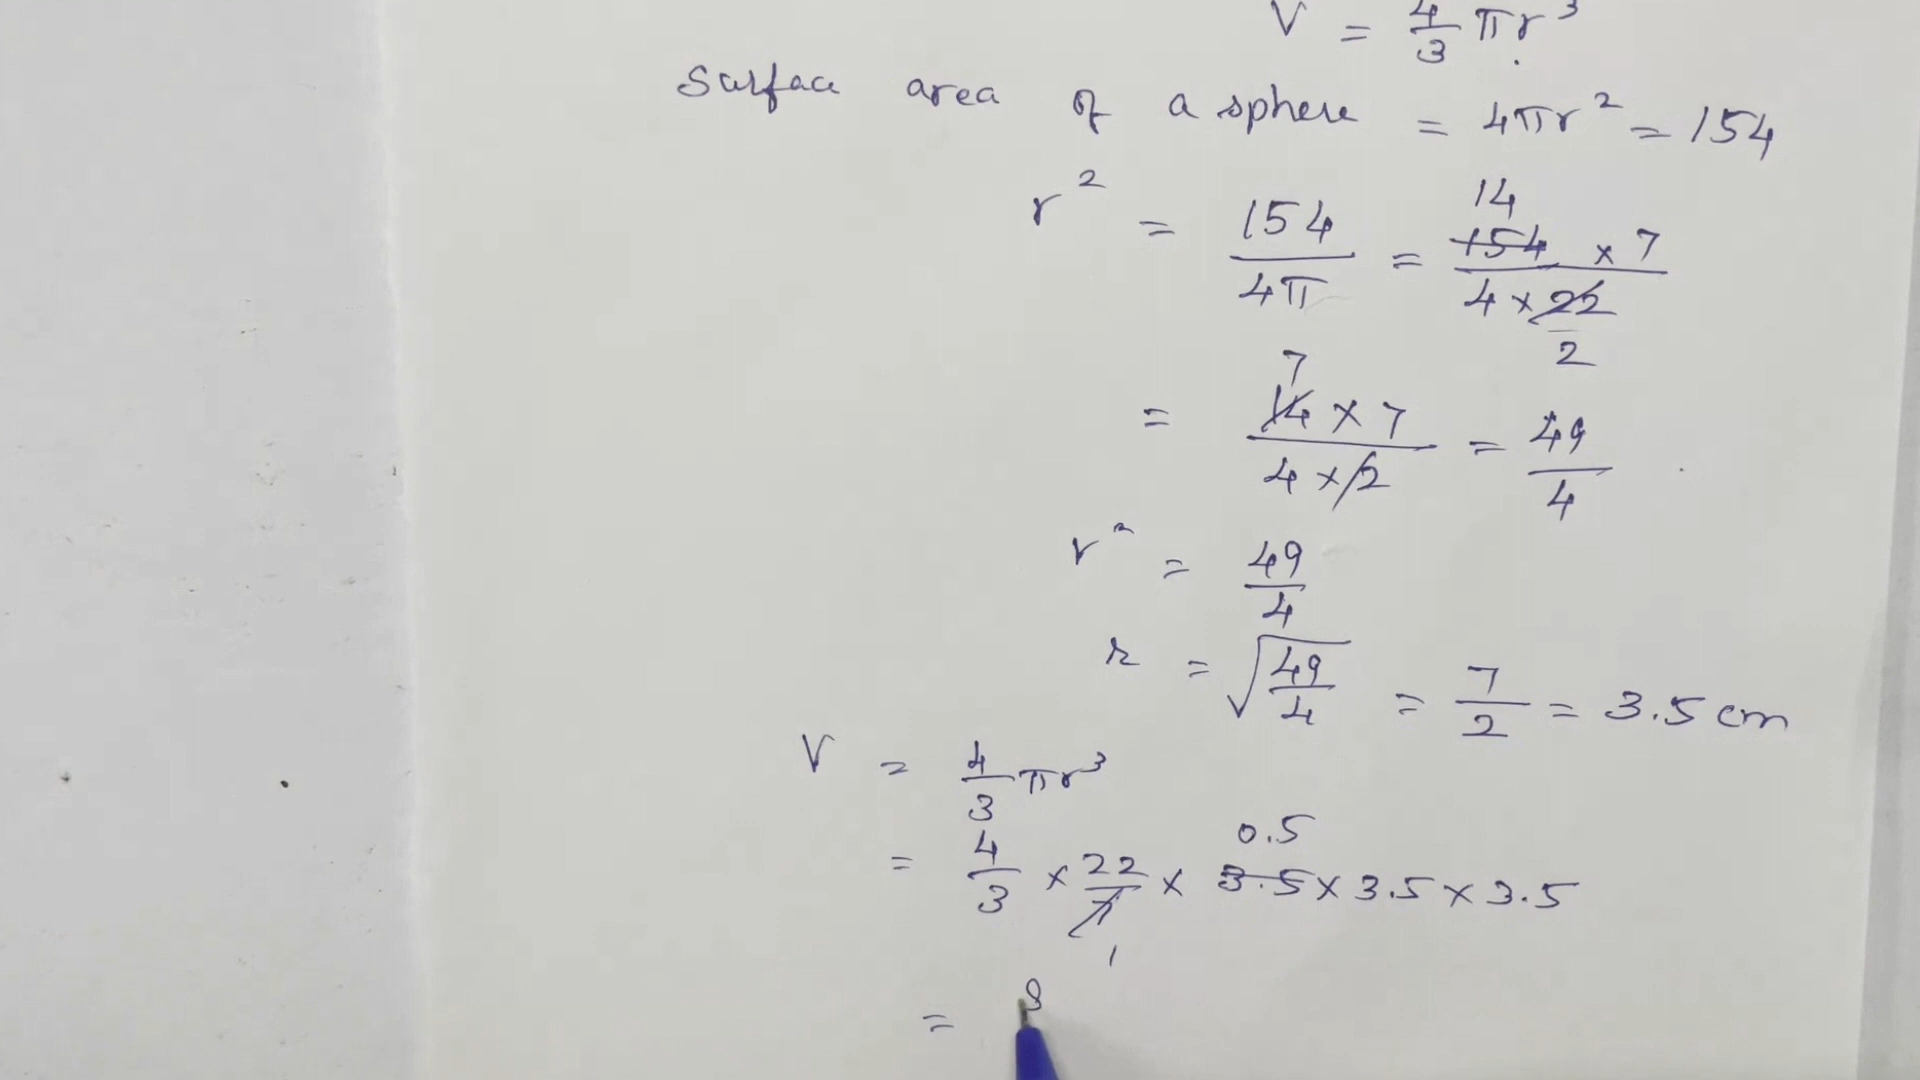 V = 4/3 πr³
Surface area of a sphere = 4πr² = 154
r² = 154/4π = 14 154 × 7 / 4 × 22 2
= 7 14 × 7 / 4 × 2 = 49/4
r² = 49/4
r = √49/4 = 7/2 = 3.5 cm
V = 4/3 πr³
= 4/3 × 22/7 1 × 0.5 3.5 × 3.5 × 3.5
= 8